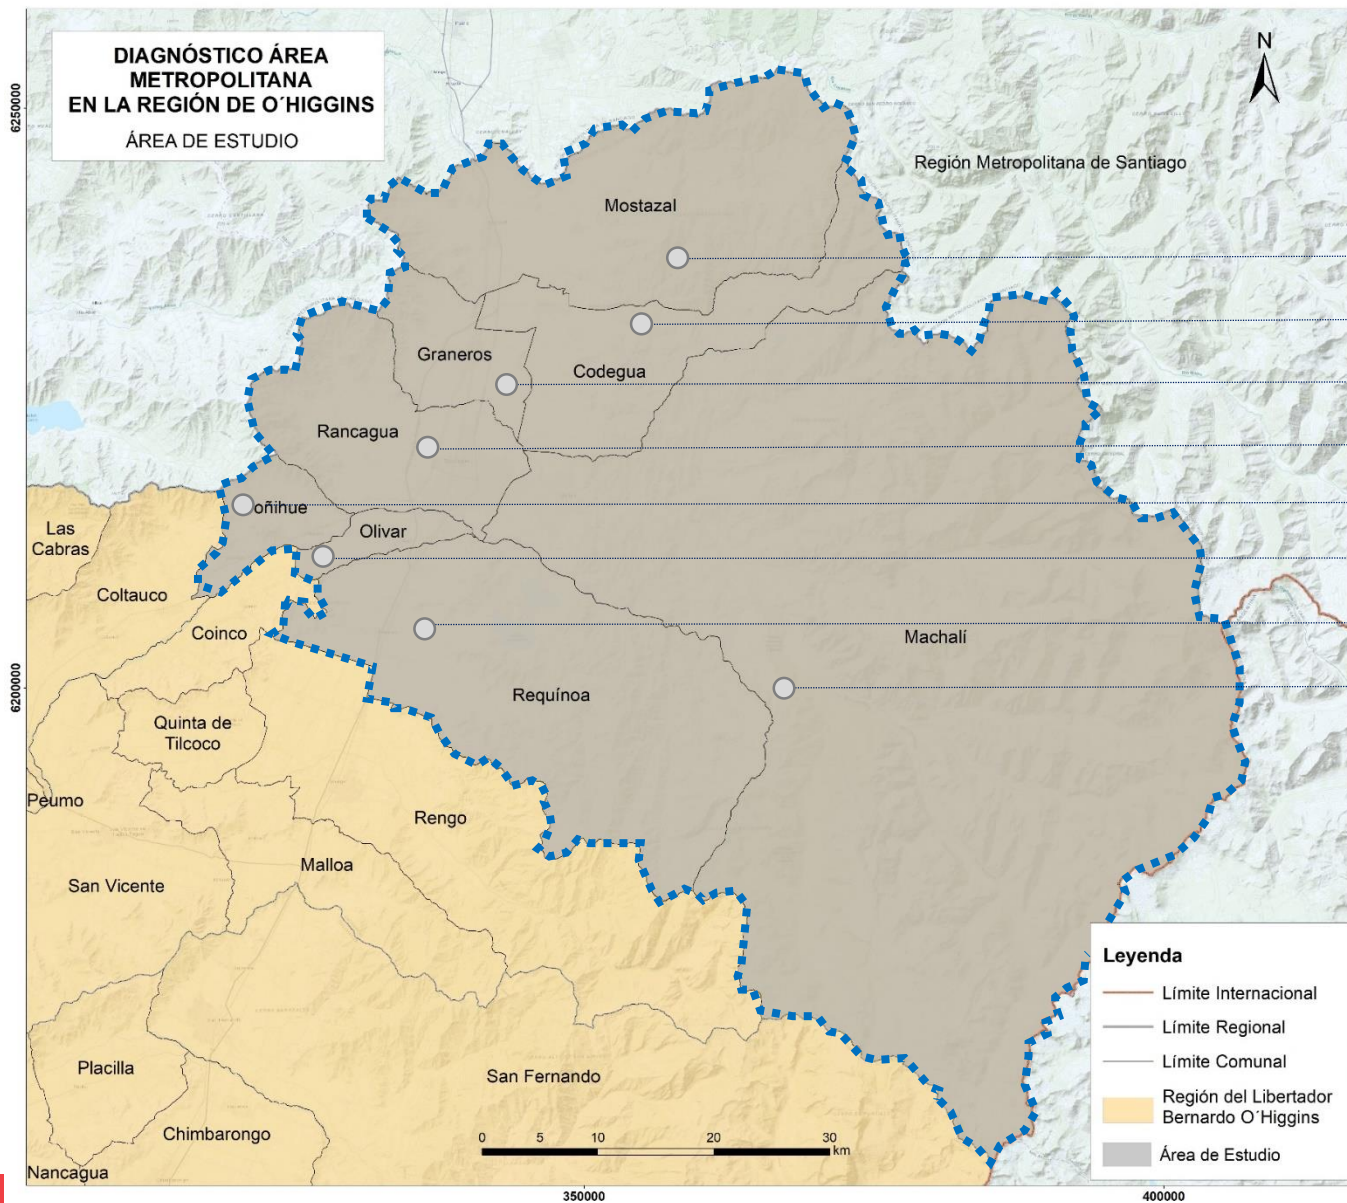 DIAGNÓSTICO ÁREA
METROPOLITANA
EN LA REGIÓN DE O´HIGGINS
ÁREA DE ESTUDIO
N
6250000
Región Metropolitana de Santiago
Mostazal
Graneros
Codegua
Rancagua
oñihue
Olivar
Las
Cabras
Coltauco
Coinco
Machalí
6200000
Requínoa
Quinta de
Tilcoco
Peumo
Rengo
Malloa
San Vicente
Placilla
San Fernando
Chimbarongo
Nancagua
Leyenda
Límite Internacional
Límite Regional
Límite Comunal
Región del Libertador
Bernardo O´Higgins
Área de Estudio
0 5 10 20 30
km
350000
400000